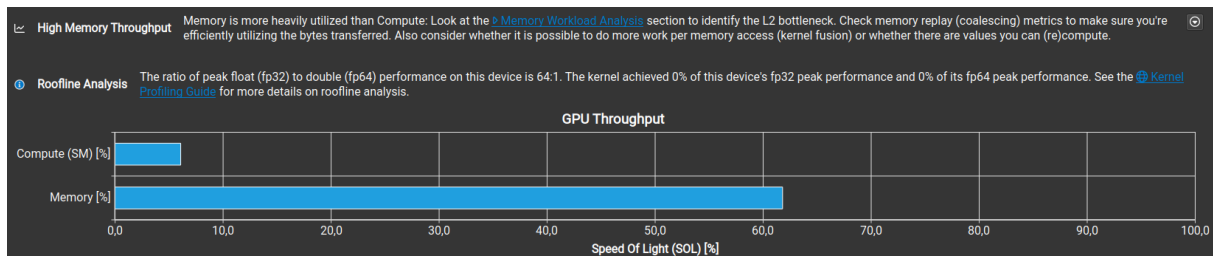 High Memory Throughput
Memory is more heavily utilized than Compute: Look at the Memory Workload Analysis section to identify the L2 bottleneck. Check memory replay (coalescing) metrics to make sure you're
efficiently utilizing the bytes transferred. Also consider whether it is possible to do more work per memory access (kernel fusion) or whether there are values you can (re)compute.
Roofline Analysis
The ratio of peak float (fp32) to double (fp64) performance on this device is 64:1. The kernel achieved 0% of this device's fp32 peak performance and 0% of its fp64 peak performance. See the Kernel
Profiling Guide for more details on roofline analysis.
GPU Throughput
Compute (SM) [%]
Memory [%]
0,0 10,0 20,0 30,0 40,0 50,0 60,0 70,0 80,0 90,0 100,0
Speed Of Light (SOL) [%]